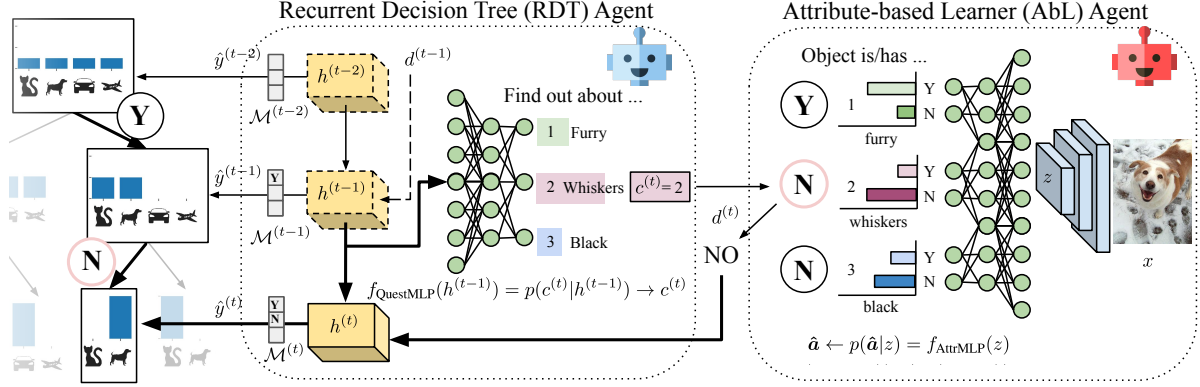 Recurrent Decision Tree (RDT) Agent
Attribute-based Learner (AbL) Agent
ŷ^(t−2)
M^(t−2)
h^(t−2)
d^(t−1)
Y
ŷ^(t−1)
Y
M^(t−1)
h^(t−1)
N
ŷ^(t)
Y
N
M^(t)
h^(t)
Find out about ...
1 Furry
2 Whiskers
3 Black
c^(t) = 2
f_QuestMLP(h^(t−1)) = p(c^(t)|h^(t−1)) → c^(t)
d^(t)
NO
Object is/has ...
Y
1
Y
N
furry
N
2
Y
N
whiskers
N
3
Y
N
black
z
x
â ← p(â|z) = f_AttrMLP(z)